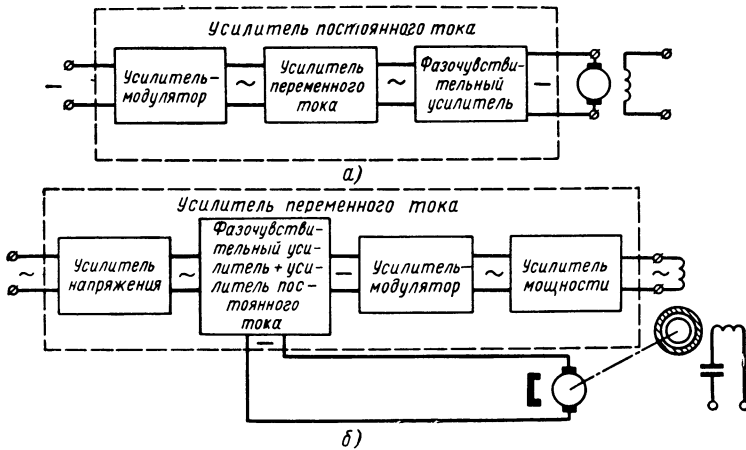 Усилитель постоянного тока
Усилитель-
модулятор
Усилитель
переменного
тока
Фазочувстви-
тельный
усилитель
— ~ ~ —
а)
Усилитель переменного тока
Усилитель
напряжения
Фазочувстви-
тельный уси-
литель + уси-
литель пос-
тоянного
тока
Усилитель-
модулятор
Усилитель
мощности
~ ~ — ~ ~
—
б)